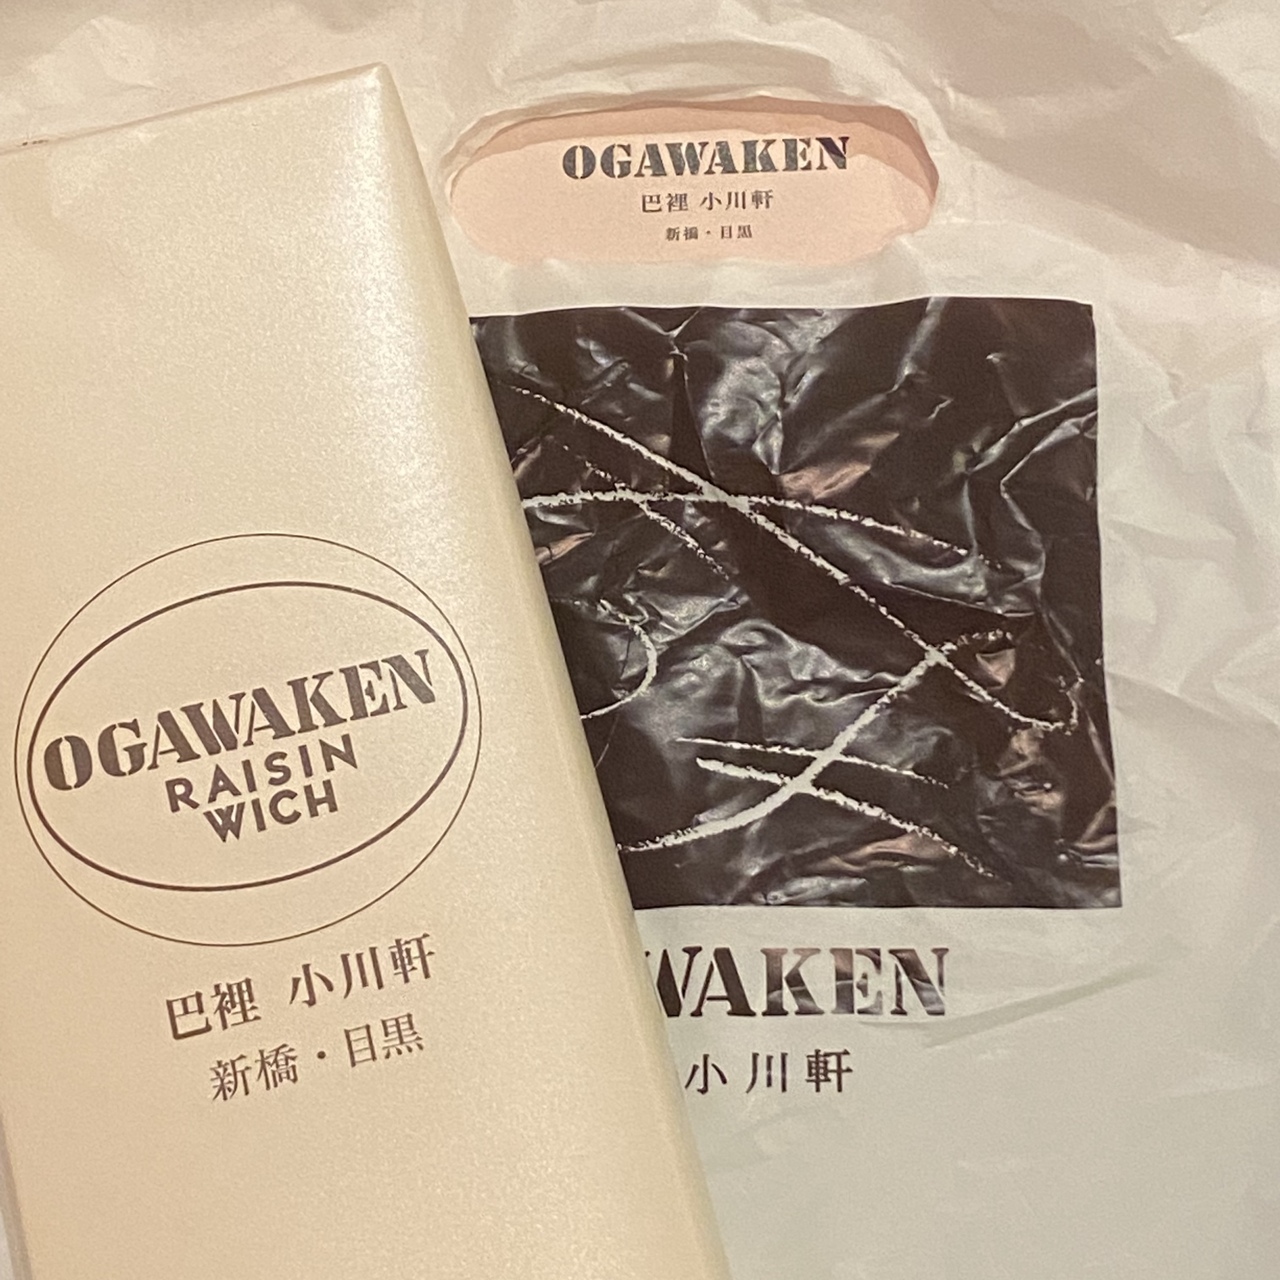 OGAWAKEN
巴裡 小川軒
新橋・目黒
OGAWAKEN
RAISIN
WICH
巴裡 小川軒
新橋・目黒
WAKEN
小川軒